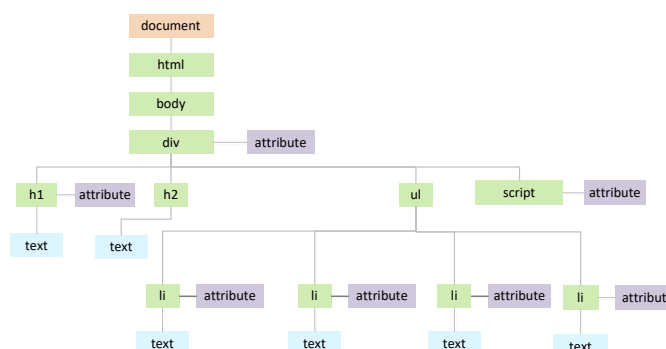 document
html
body
div attribute
h1 attribute h2 ul script attribute
text text
li attribute li attribute li attribute li attribut
text text text text